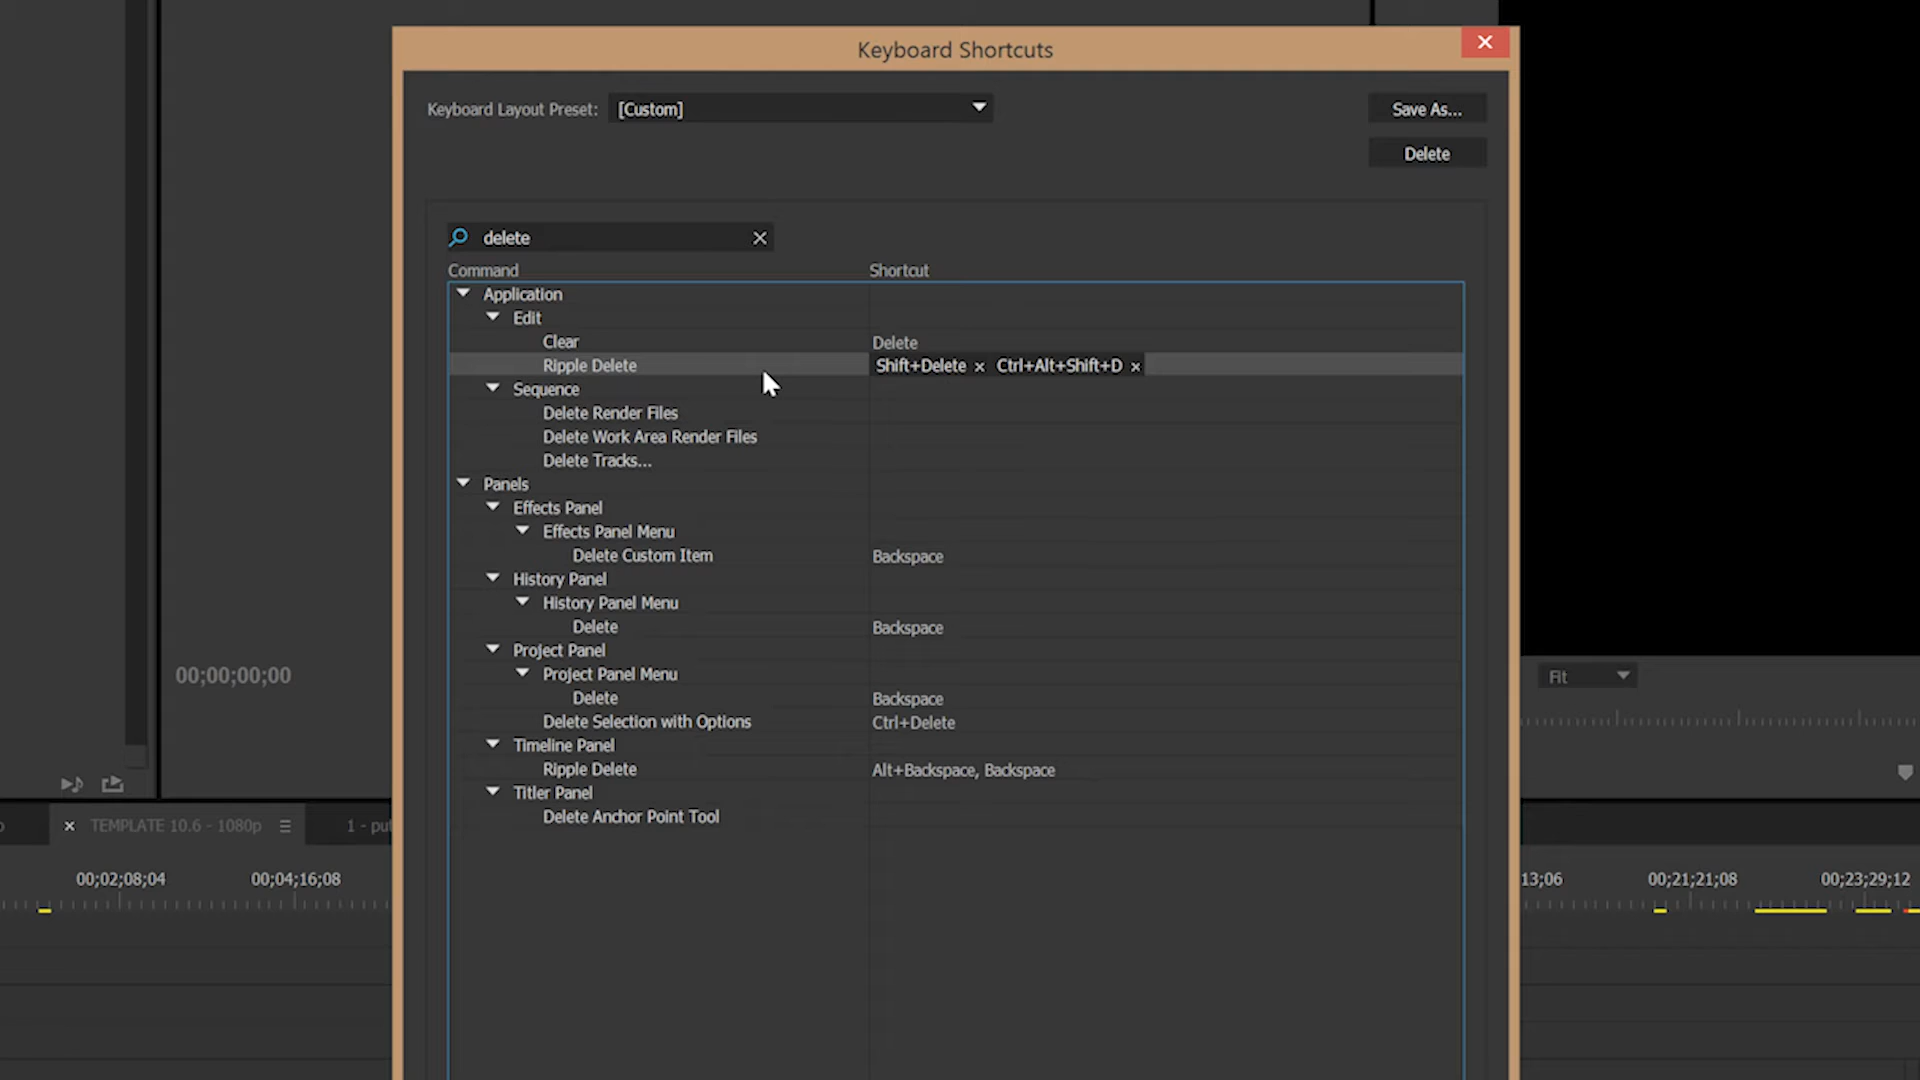 Keyboard Shortcuts
Keyboard Layout Preset: [Custom] Save As...
Delete
delete
Command Shortcut
Application
Edit
Clear Delete
Ripple Delete Shift+Delete × Ctrl+Alt+Shift+D ×
Sequence
Delete Render Files
Delete Work Area Render Files
Delete Tracks...
Panels
Effects Panel
Effects Panel Menu
Delete Custom Item Backspace
History Panel
History Panel Menu
Delete Backspace
Project Panel
Project Panel Menu
Delete Backspace
Delete Selection with Options Ctrl+Delete
Timeline Panel
Ripple Delete Alt+Backspace, Backspace
Titler Panel
Delete Anchor Point Tool
00;00;00;00
Fit
TEMPLATE 10.6 - 1080p 1 - put
00;02;08;04 00;04;16;08 13;06 00;21;21;08 00;23;29;12